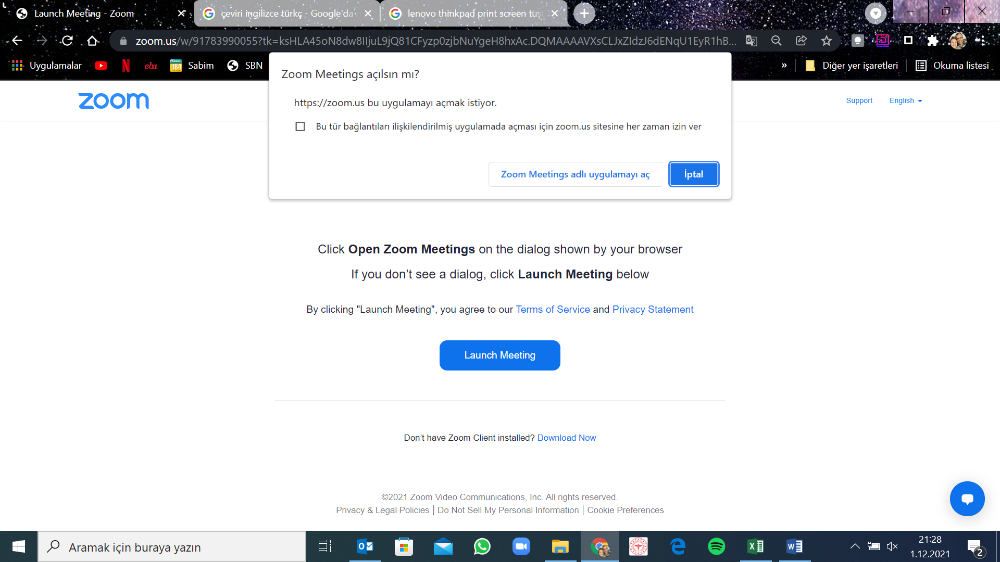 Launch Meeting - Zoom
çeviri ingilizce türkç - Google'da
lenovo thinkpad print screen tuş
zoom.us/w/91783990055?tk=ksHLA45oN8dw8IIjuL9jQ81CFyzp0zjbNuYgeH8hxAc.DQMAAAAVXsCLJxZIdzJ6dENqU1EyR1hB...
Uygulamalar
eba
184
Sabim
SBN
»
Diğer yer işaretleri
Okuma listesi
Zoom Meetings açılsın mı?
https://zoom.us bu uygulamayı açmak istiyor.
Bu tür bağlantıları ilişkilendirilmiş uygulamada açması için zoom.us sitesine her zaman izin ver
Zoom Meetings adlı uygulamayı aç
İptal
zoom
Support
English
Click Open Zoom Meetings on the dialog shown by your browser
If you don’t see a dialog, click Launch Meeting below
By clicking "Launch Meeting", you agree to our Terms of Service and Privacy Statement
Launch Meeting
Don’t have Zoom Client installed? Download Now
©2021 Zoom Video Communications, Inc. All rights reserved.
Privacy & Legal Policies | Do Not Sell My Personal Information | Cookie Preferences
Aramak için buraya yazın
21:28
1.12.2021
2